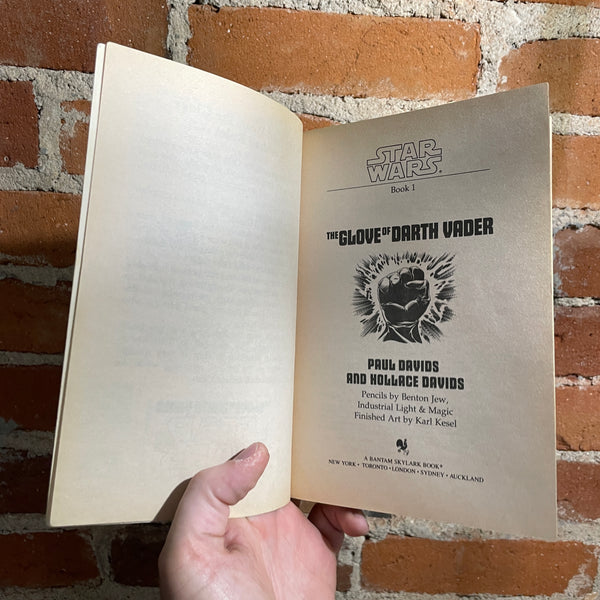 STAR
WARS®
Book 1
THE GLOVE OF DARTH VADER
PAUL DAVIDS
AND HOLLACE DAVIDS
Pencils by Benton Jew,
Industrial Light & Magic
Finished Art by Karl Kesel
A BANTAM SKYLARK BOOK®
NEW YORK • TORONTO • LONDON • SYDNEY • AUCKLAND